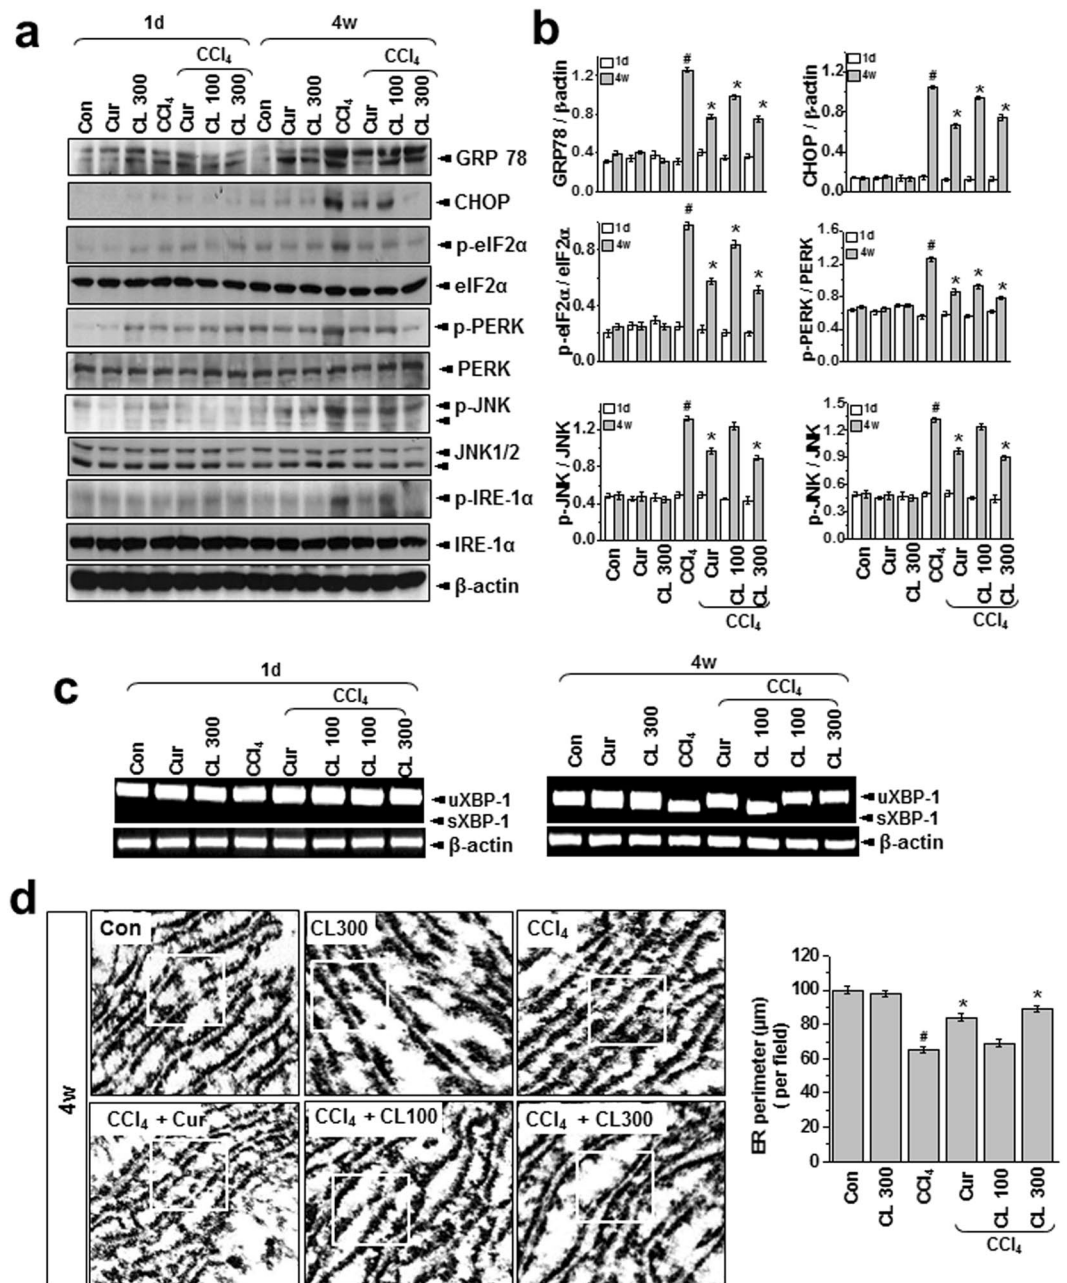 a
1d
4w
CCl₄
CCl₄
Con
Cur
CL 300
CCl₄
Cur
CL 100
CL 300
Con
Cur
CL 300
CCl₄
Cur
CL 100
CL 300
GRP 78
CHOP
p-eIF2α
eIF2α
p-PERK
PERK
p-JNK
JNK1/2
p-IRE-1α
IRE-1α
β-actin
b
GRP78 / β-actin
1.2
0.8
0.4
0.0
1d
4w
#
*
*
*
CHOP / β-actin
1.2
0.8
0.4
0.0
1d
4w
#
*
*
*
p-eIF2α / eIF2α
0.8
0.4
0.0
1d
4w
#
*
*
*
p-PERK / PERK
1.6
1.2
0.8
0.4
0.0
1d
4w
#
*
*
*
p-JNK / JNK
1.2
0.8
0.4
0.0
1d
4w
#
*
*
Con
Cur
CL 300
CCl₄
Cur
CL 100
CL 300
CCl₄
p-JNK / JNK
1.5
1.2
0.9
0.6
0.3
0.0
1d
4w
#
*
*
Con
Cur
CL 300
CCl₄
Cur
CL 100
CL 300
CCl₄
c
1d
CCl₄
Con
Cur
CL 300
CCl₄
Cur
CL 100
CL 100
CL 300
uXBP-1
sXBP-1
β-actin
4w
CCl₄
Con
Cur
CL 300
CCl₄
Cur
CL 100
CL 100
CL 300
uXBP-1
sXBP-1
β-actin
d
4w
Con
CL300
CCl₄
CCl₄ + Cur
CCl₄ + CL100
CCl₄ + CL300
ER perimeter (μm)
( per field)
120
100
80
60
40
20
0
#
*
*
Con
CL 300
CCl₄
Cur
CL 100
CL 300
CCl₄